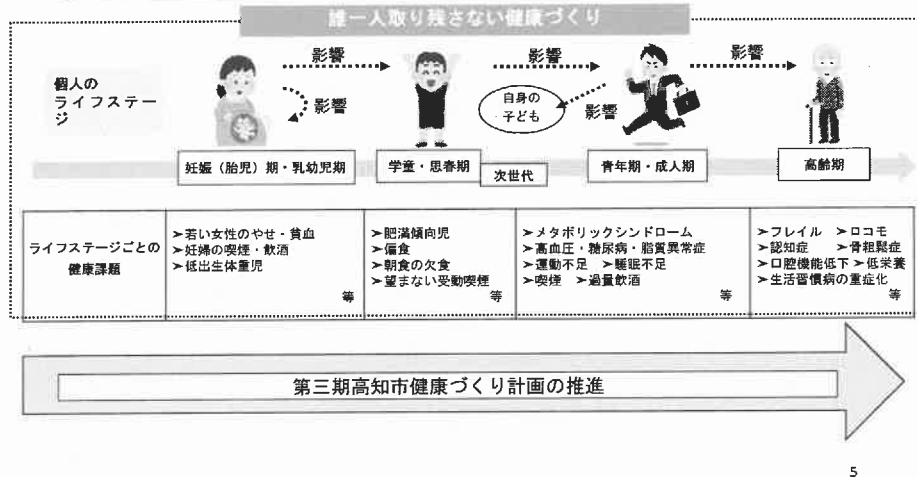 誰一人取り残さない健康づくり
個人の
ライフステー
ジ
影響
影響
影響
自身の
子ども
影響
影響
妊娠（胎児）期・乳幼児期
学童・思春期
次世代
青年期・成人期
高齢期
ライフステージごとの
健康課題
➢若い女性のやせ・貧血
➢妊婦の喫煙・飲酒
➢低出生体重児
等
➢肥満傾向児
➢偏食
➢朝食の欠食
➢望まない受動喫煙
等
➢メタボリックシンドローム
➢高血圧・糖尿病・脂質異常症
➢運動不足 ➢睡眠不足
➢喫煙 ➢過量飲酒
等
➢フレイル ➢ロコモ
➢認知症 ➢骨粗鬆症
➢口腔機能低下 ➢低栄養
➢生活習慣病の重症化
等
第三期高知市健康づくり計画の推進
5